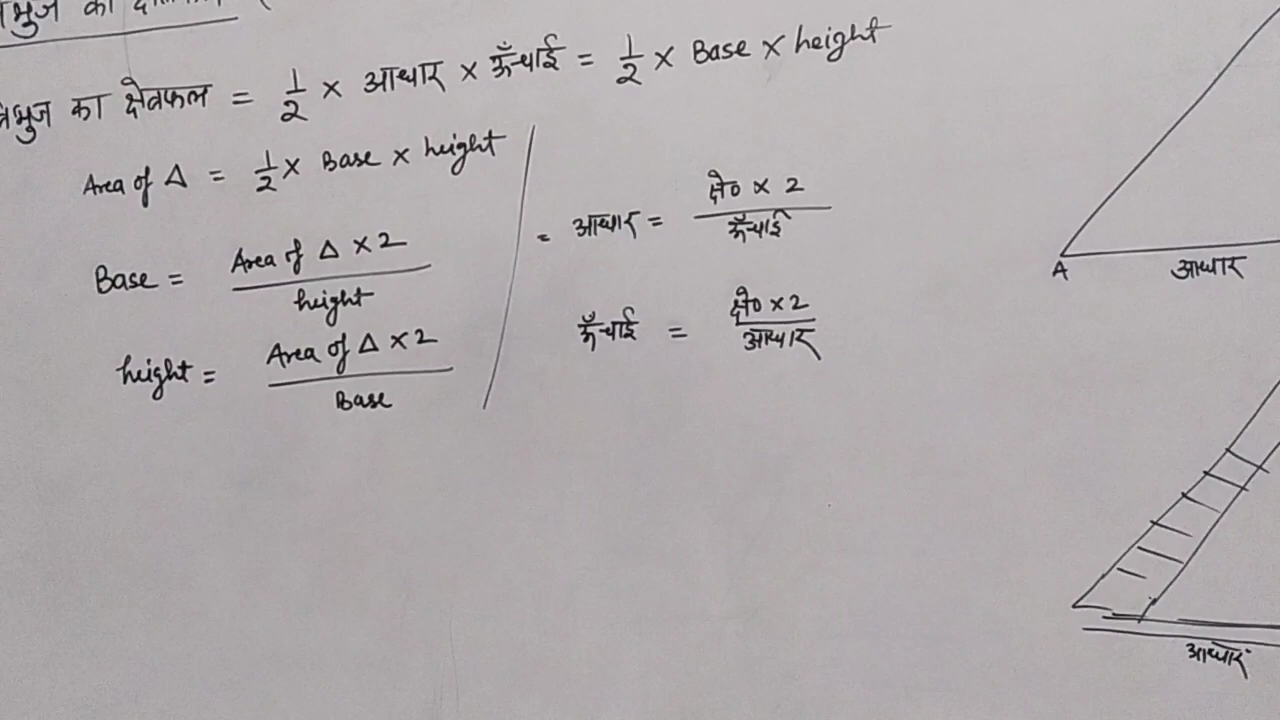 का
त्रिभुज का क्षेत्रफल = 1/2 × आधार × ऊँचाई = 1/2 × Base × height
Area of Δ = 1/2 × Base × height
Base = Area of Δ × 2 / height
height = Area of Δ × 2 / Base
= आधार = क्षे० × 2 / ऊँचाई
ऊँचाई = क्षे० × 2 / आधार
A
आधार
आधार